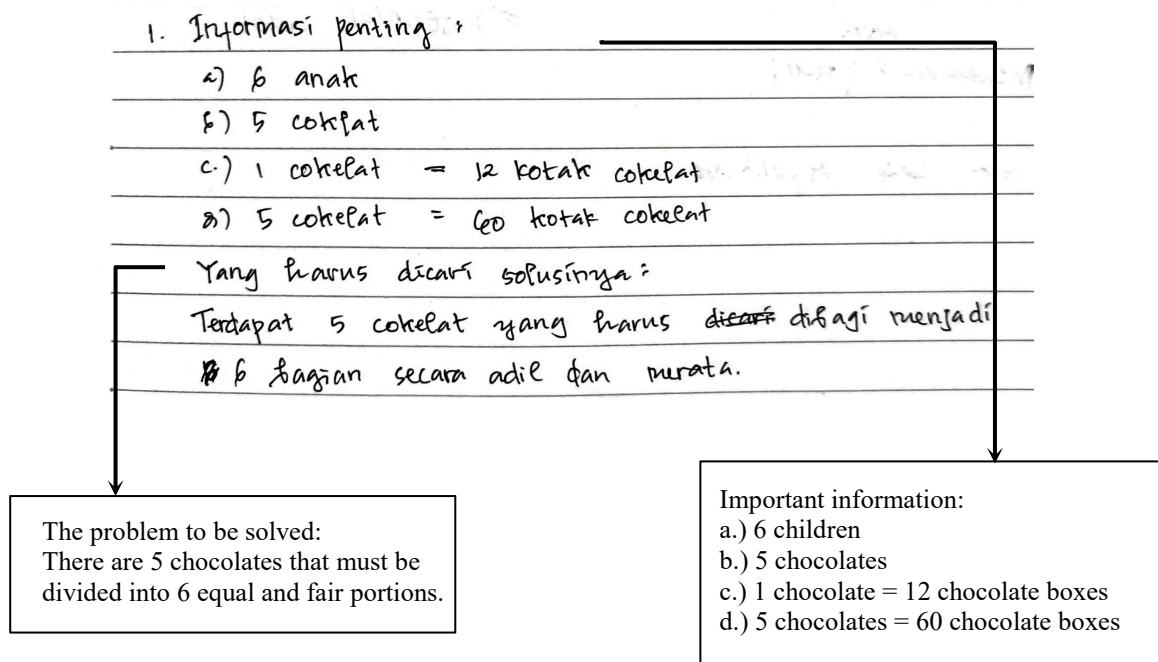 1. Informasi penting :
a) 6 anak
b) 5 coklat
c.) 1 cokelat = 12 kotak cokelat
d) 5 cokelat = 60 kotak cokelat
Yang harus dicari solusinya :
Terdapat 5 cokelat yang harus dicari dibagi menjadi
6 bagian secara adil dan merata.
The problem to be solved:
There are 5 chocolates that must be
divided into 6 equal and fair portions.
Important information:
a.) 6 children
b.) 5 chocolates
c.) 1 chocolate = 12 chocolate boxes
d.) 5 chocolates = 60 chocolate boxes